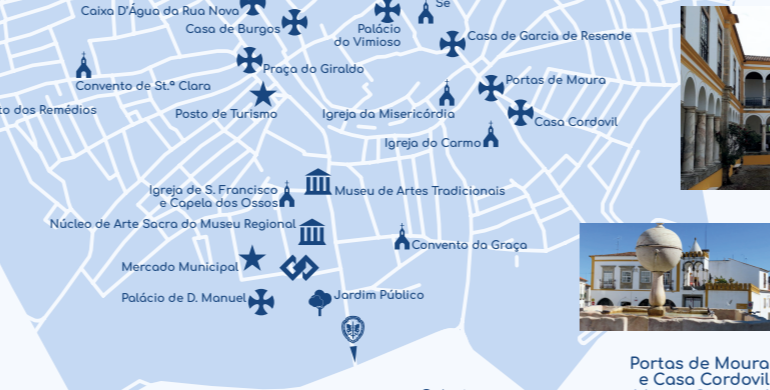 Caixa D'Água da Rua Nova
Sé
Casa de Burgos
Palácio
do Vimioso
Casa de Garcia de Resende
Praça do Giraldo
Convento de St.ª Clara
Portas de Moura
to dos Remédios
Posto de Turismo
Igreja da Misericórdia
Casa Cordovil
Igreja do Carmo
Igreja de S. Francisco
e Capela dos Ossos
Museu de Artes Tradicionais
Núcleo de Arte Sacra do Museu Regional
Convento da Graça
Mercado Municipal
Palácio de D. Manuel
Jardim Público
Portas de Moura
e Casa Cordovil